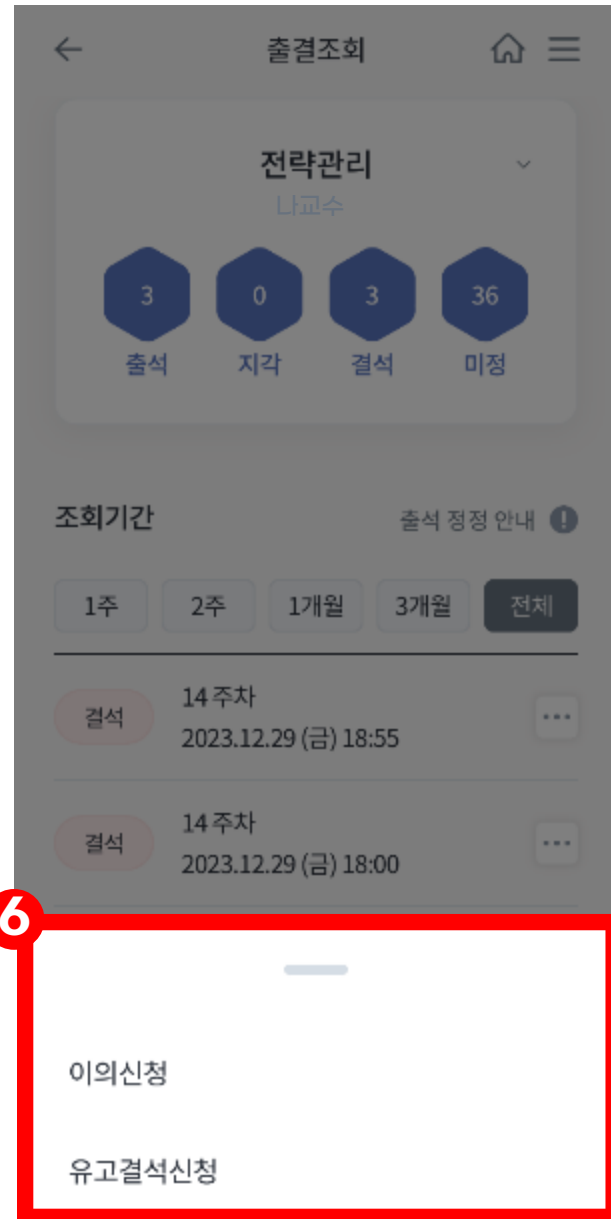 출결조회
전략관리
나교수
3 0 3 36
출석 지각 결석 미정
조회기간 출석 정정 안내 !
1주 2주 1개월 3개월 전체
14 주차
결석
2023.12.29 (금) 18:55
14 주차
결석
2023.12.29 (금) 18:00
6
이의신청
유고결석신청